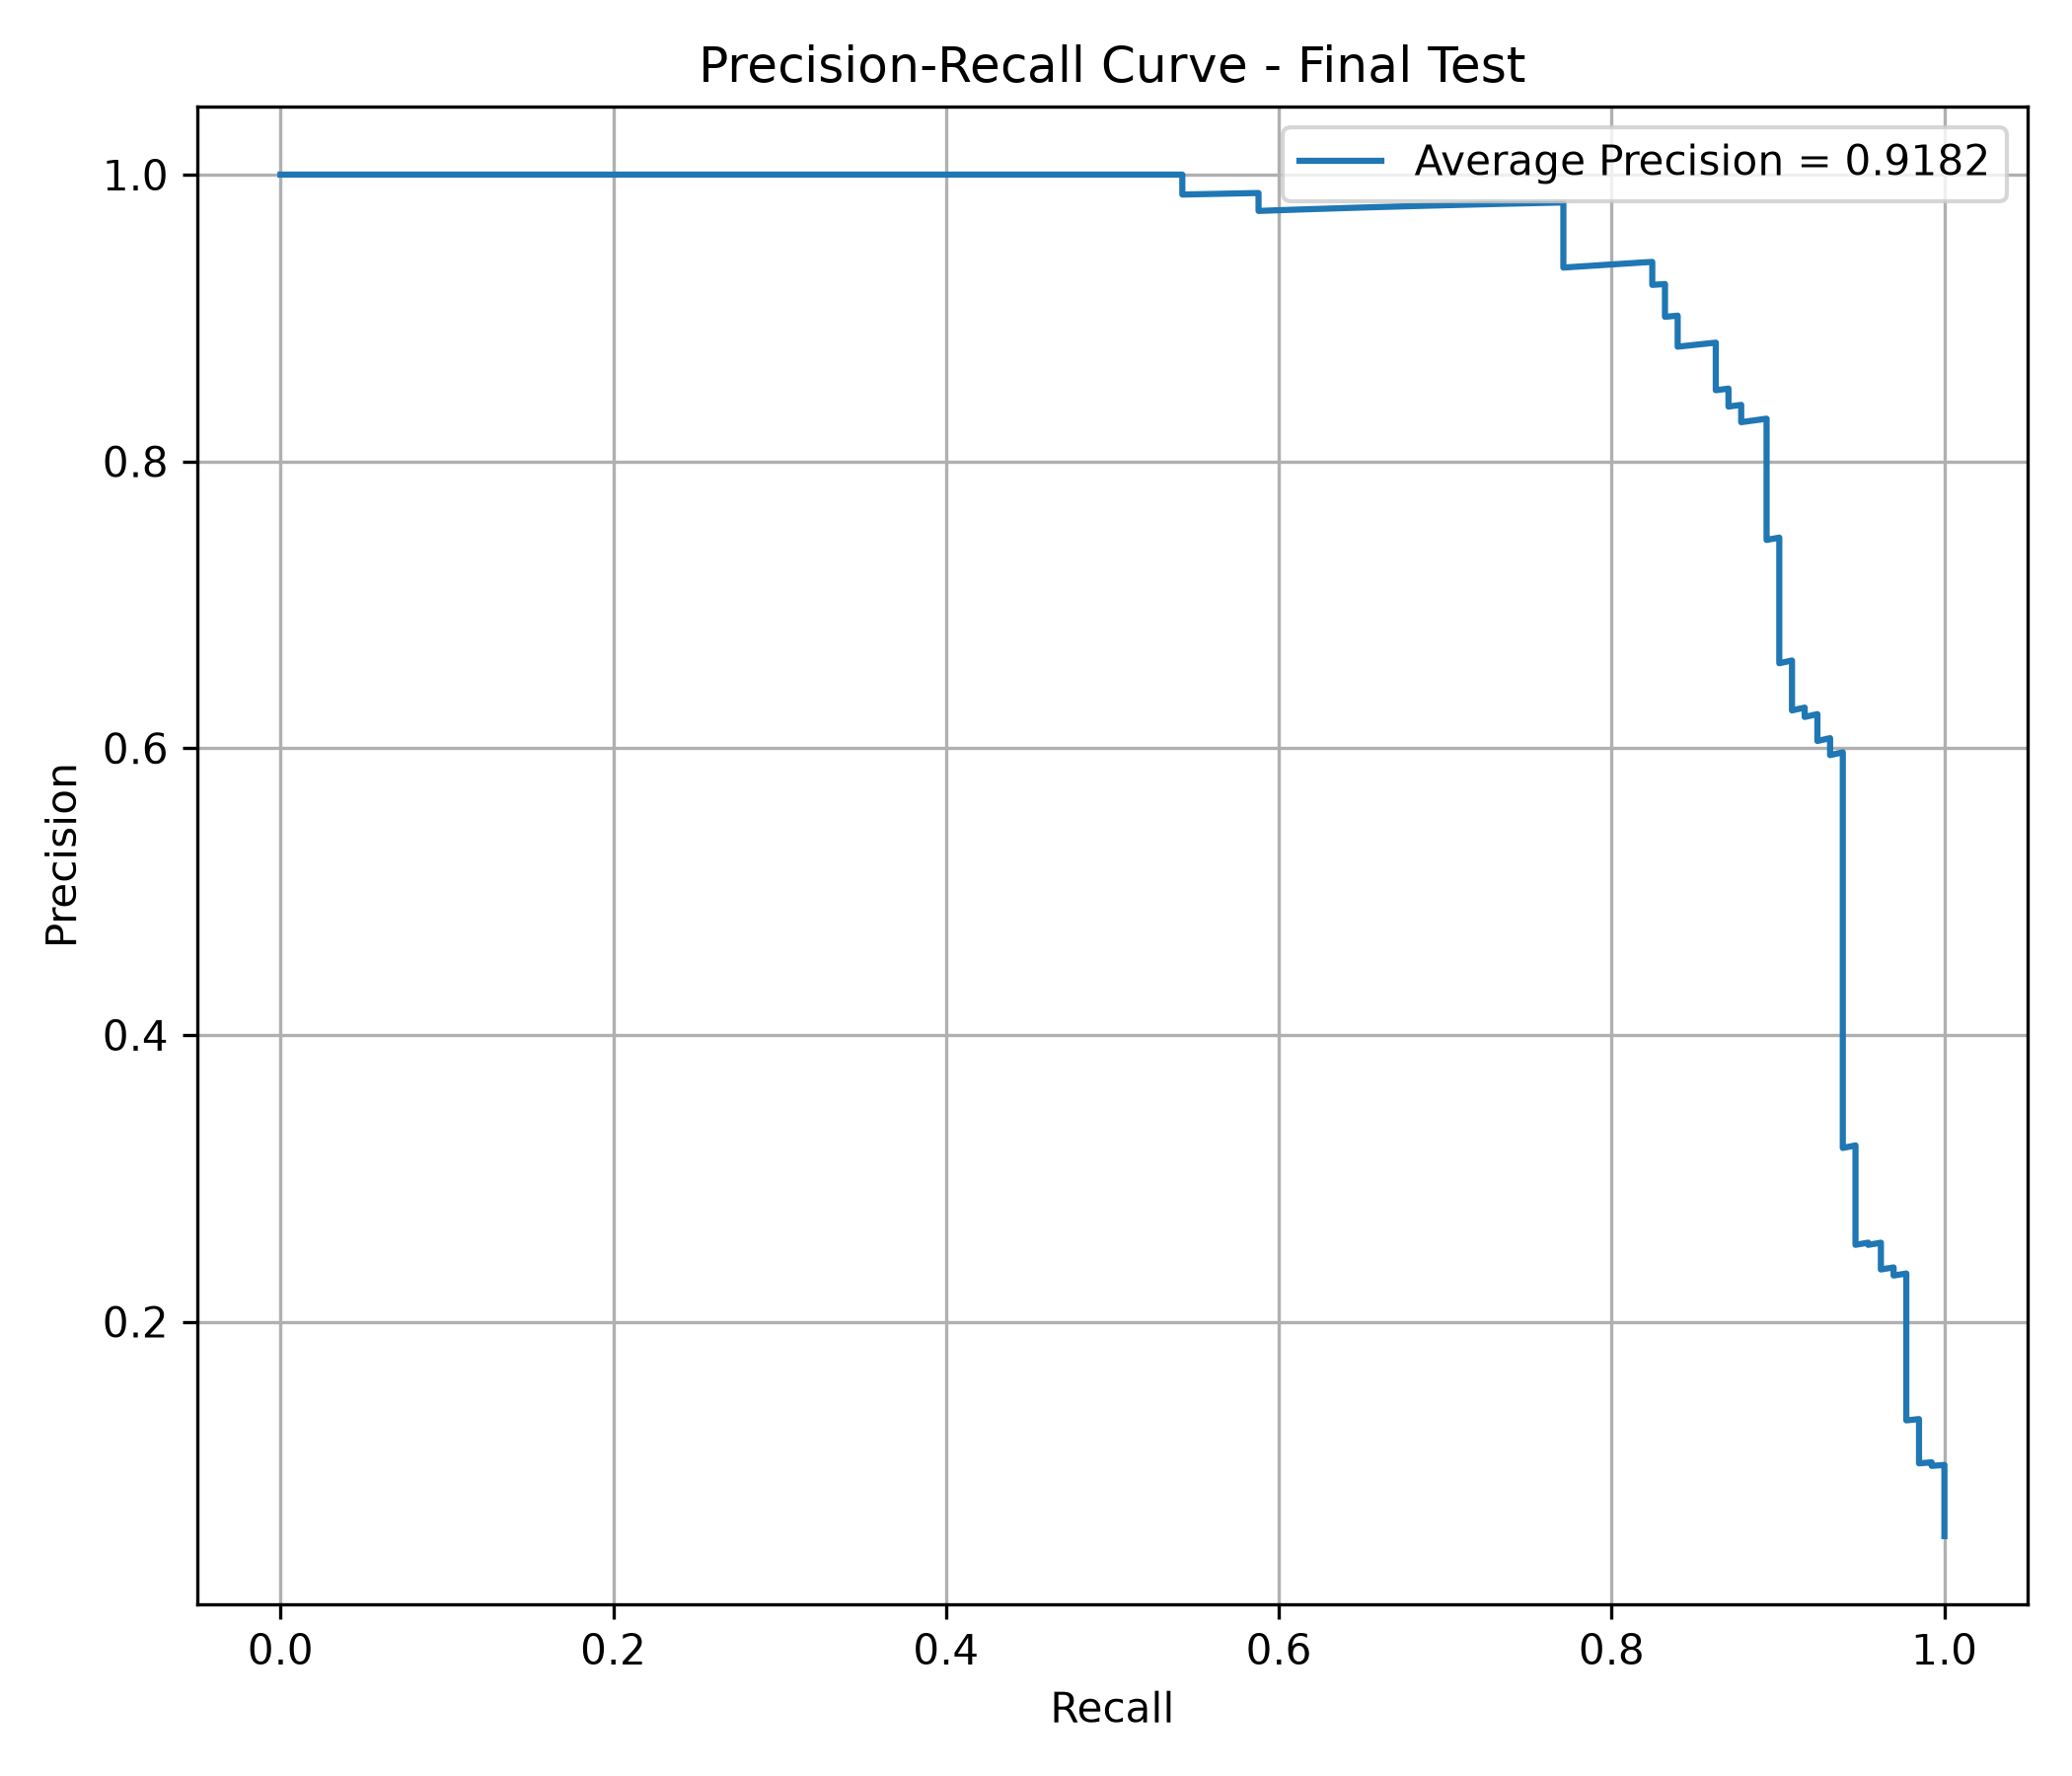 Precision-Recall Curve - Final Test
Average Precision = 0.9182
1.0
0.8
0.6
0.4
0.2
Precision
0.0 0.2 0.4 0.6 0.8 1.0
Recall